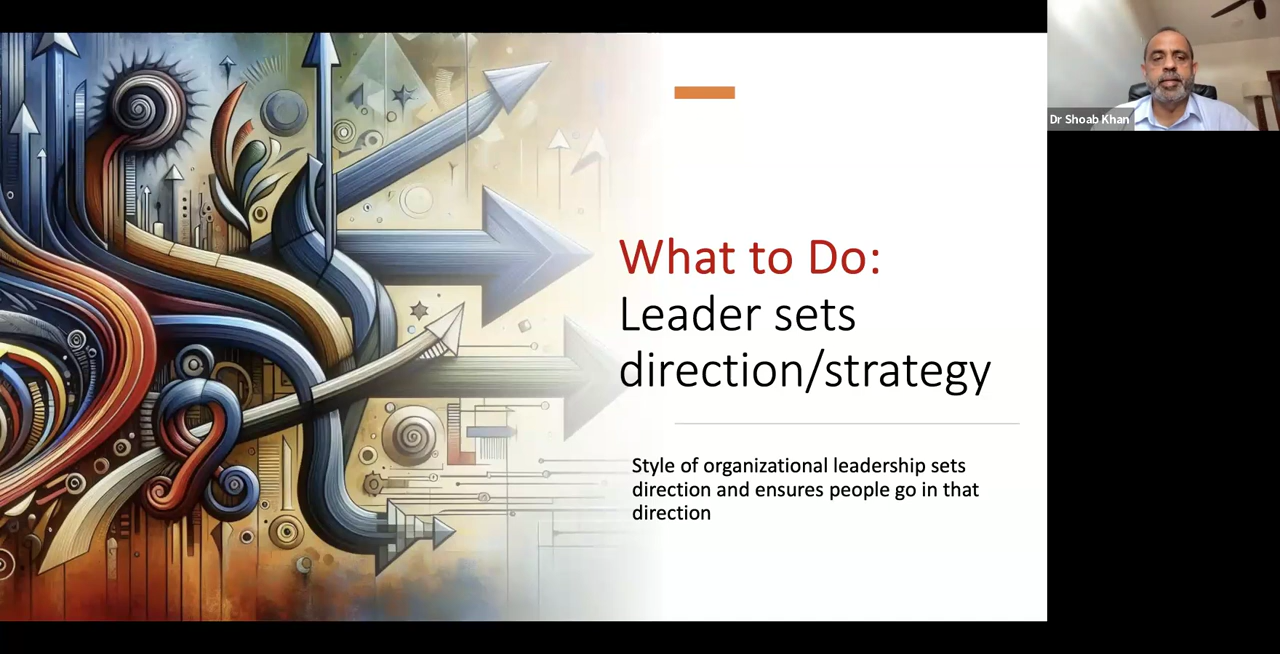 Dr Shoab Khan
What to Do:
Leader sets
direction/strategy
Style of organizational leadership sets
direction and ensures people go in that
direction